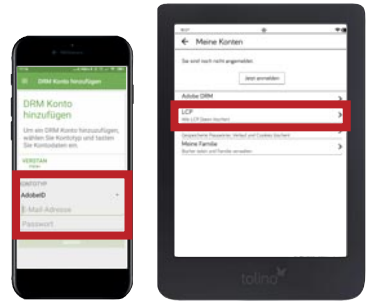 DRM Konto hinzufügen
DRM Konto
hinzufügen
Um ein DRM Konto hinzuzufügen,
wählen Sie Kontotyp und tasten
Sie Kontodaten ein.
KONTOTYP
AdobeID
E-Mail-Adresse
Passwort
Meine Konten
Sie sind noch nicht angemeldet.
Jetzt anmelden
Adobe DRM
LCP
Alle LCP Daten löschen
Gespeicherte Passwörter, Verlauf und Cookies löschen
Meine Familie
Bücher teilen und Familie verwalten
tolino